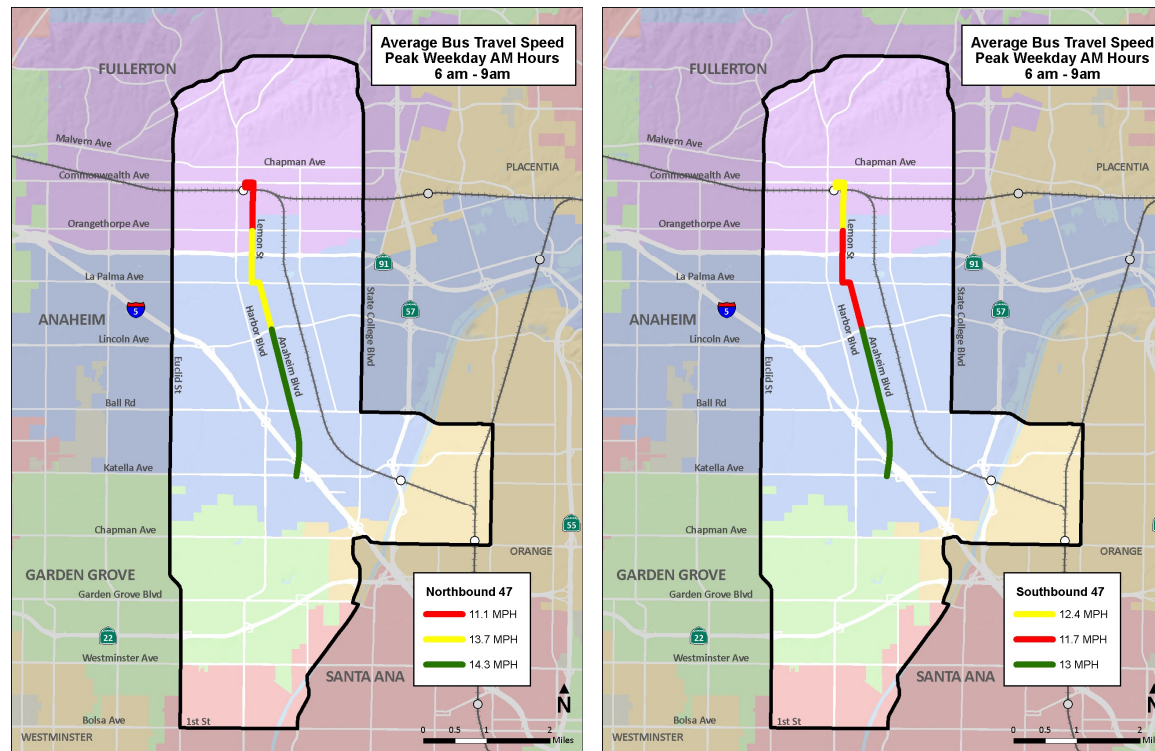 Average Bus Travel Speed
Peak Weekday AM Hours
6 am - 9am
FULLERTON
Malvern Ave
Chapman Ave
PLACENTIA
Commonwealth Ave
Orangethorpe Ave
Lemon St
91
La Palma Ave
5
57
State College Blvd
ANAHEIM
Harbor Blvd
Lincoln Ave
Anaheim Blvd
Euclid St
Ball Rd
Katella Ave
Chapman Ave
55
ORANGE
GARDEN GROVE
Garden Grove Blvd
22
Westminster Ave
SANTA ANA
Bolsa Ave
1st St
WESTMINSTER
Northbound 47
11.1 MPH
13.7 MPH
14.3 MPH
N
0 0.5 1 2
Miles
Average Bus Travel Speed
Peak Weekday AM Hours
6 am - 9am
FULLERTON
Malvern Ave
Chapman Ave
PLACENTIA
Commonwealth Ave
Orangethorpe Ave
Lemon St
91
La Palma Ave
5
57
State College Blvd
ANAHEIM
Harbor Blvd
Lincoln Ave
Anaheim Blvd
Euclid St
Ball Rd
Katella Ave
Chapman Ave
ORANGE
GARDEN GROVE
Garden Grove Blvd
22
Westminster Ave
SANTA ANA
Bolsa Ave
1st St
WESTMINSTER
Southbound 47
12.4 MPH
11.7 MPH
13 MPH
N
0 0.5 1 2